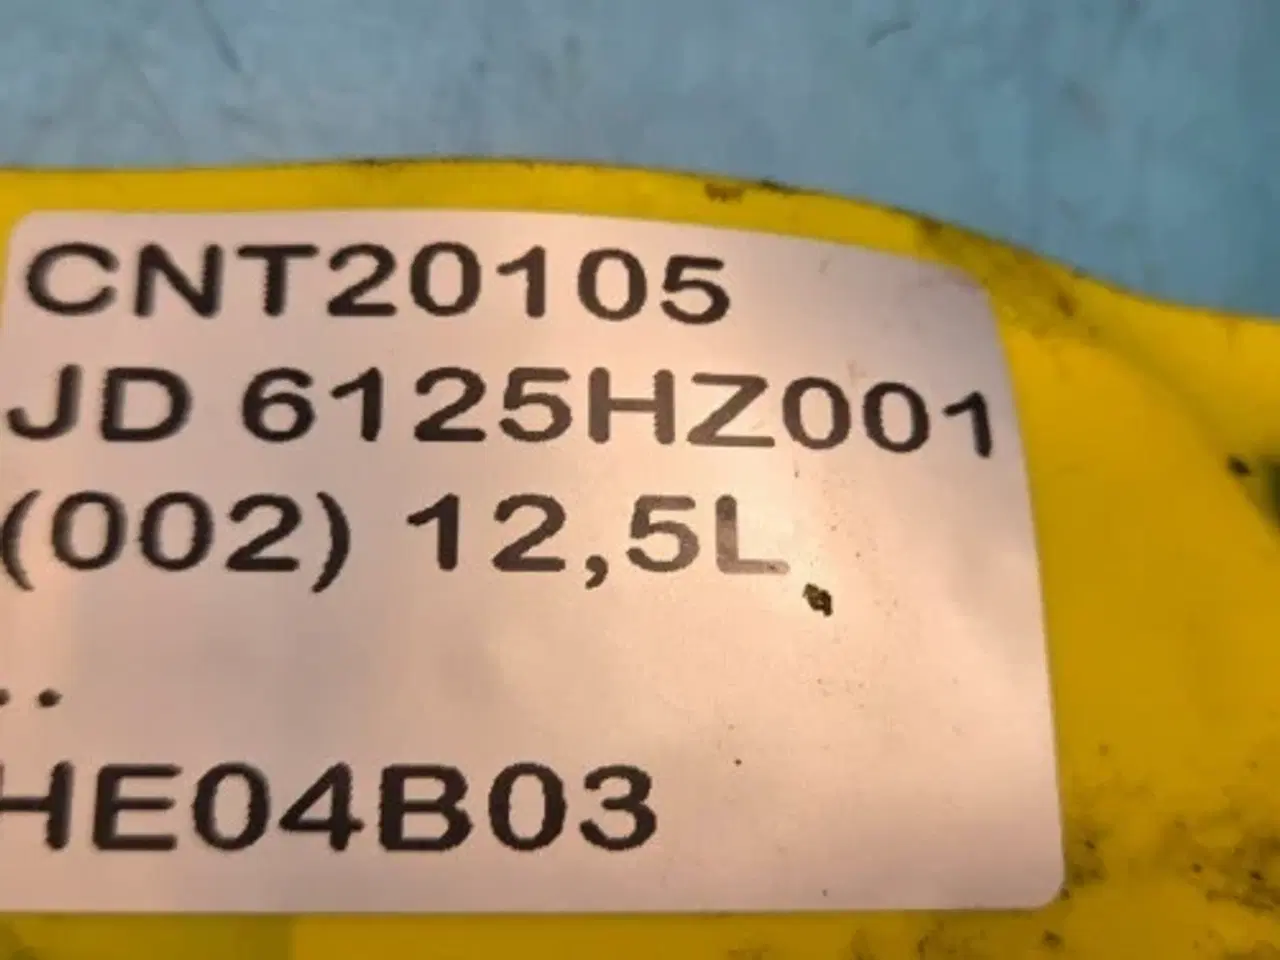 CNT20105
JD 6125HZ001
(002) 12,5L
..
HE04B03